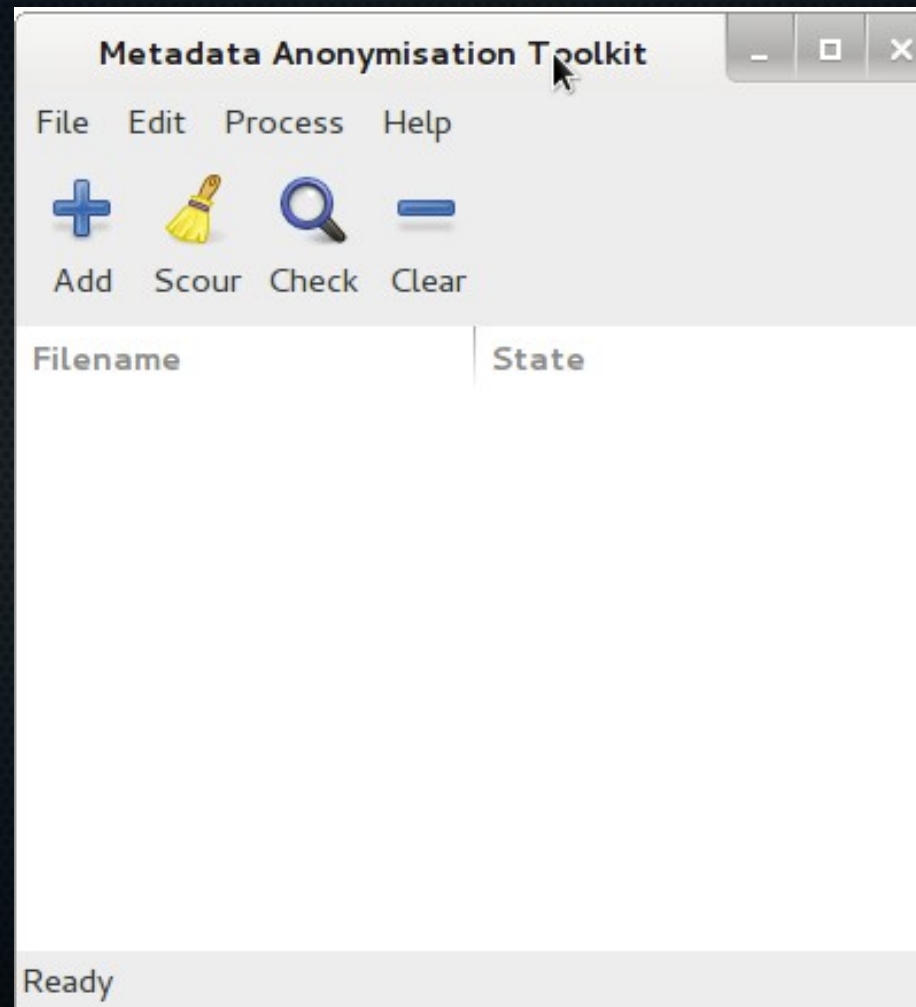 Metadata Anonymisation Toolkit
File Edit Process Help
Add Scour Check Clear
Filename State
Ready